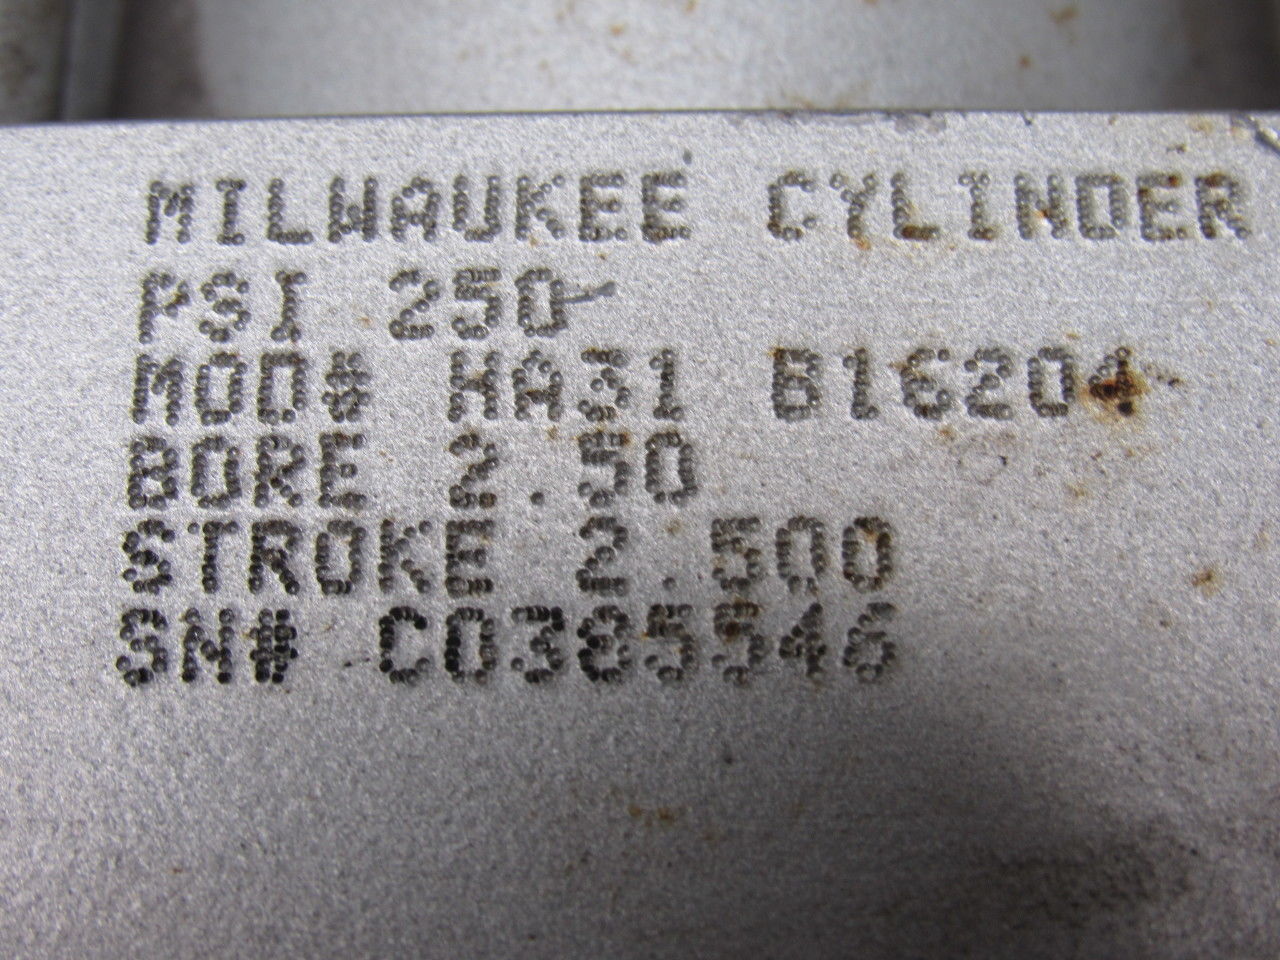 MILWAUKEE CYLINDER
PSI 250
MOD# HA31 B16204
BORE 2.50
STROKE 2.500
SN# C0385546